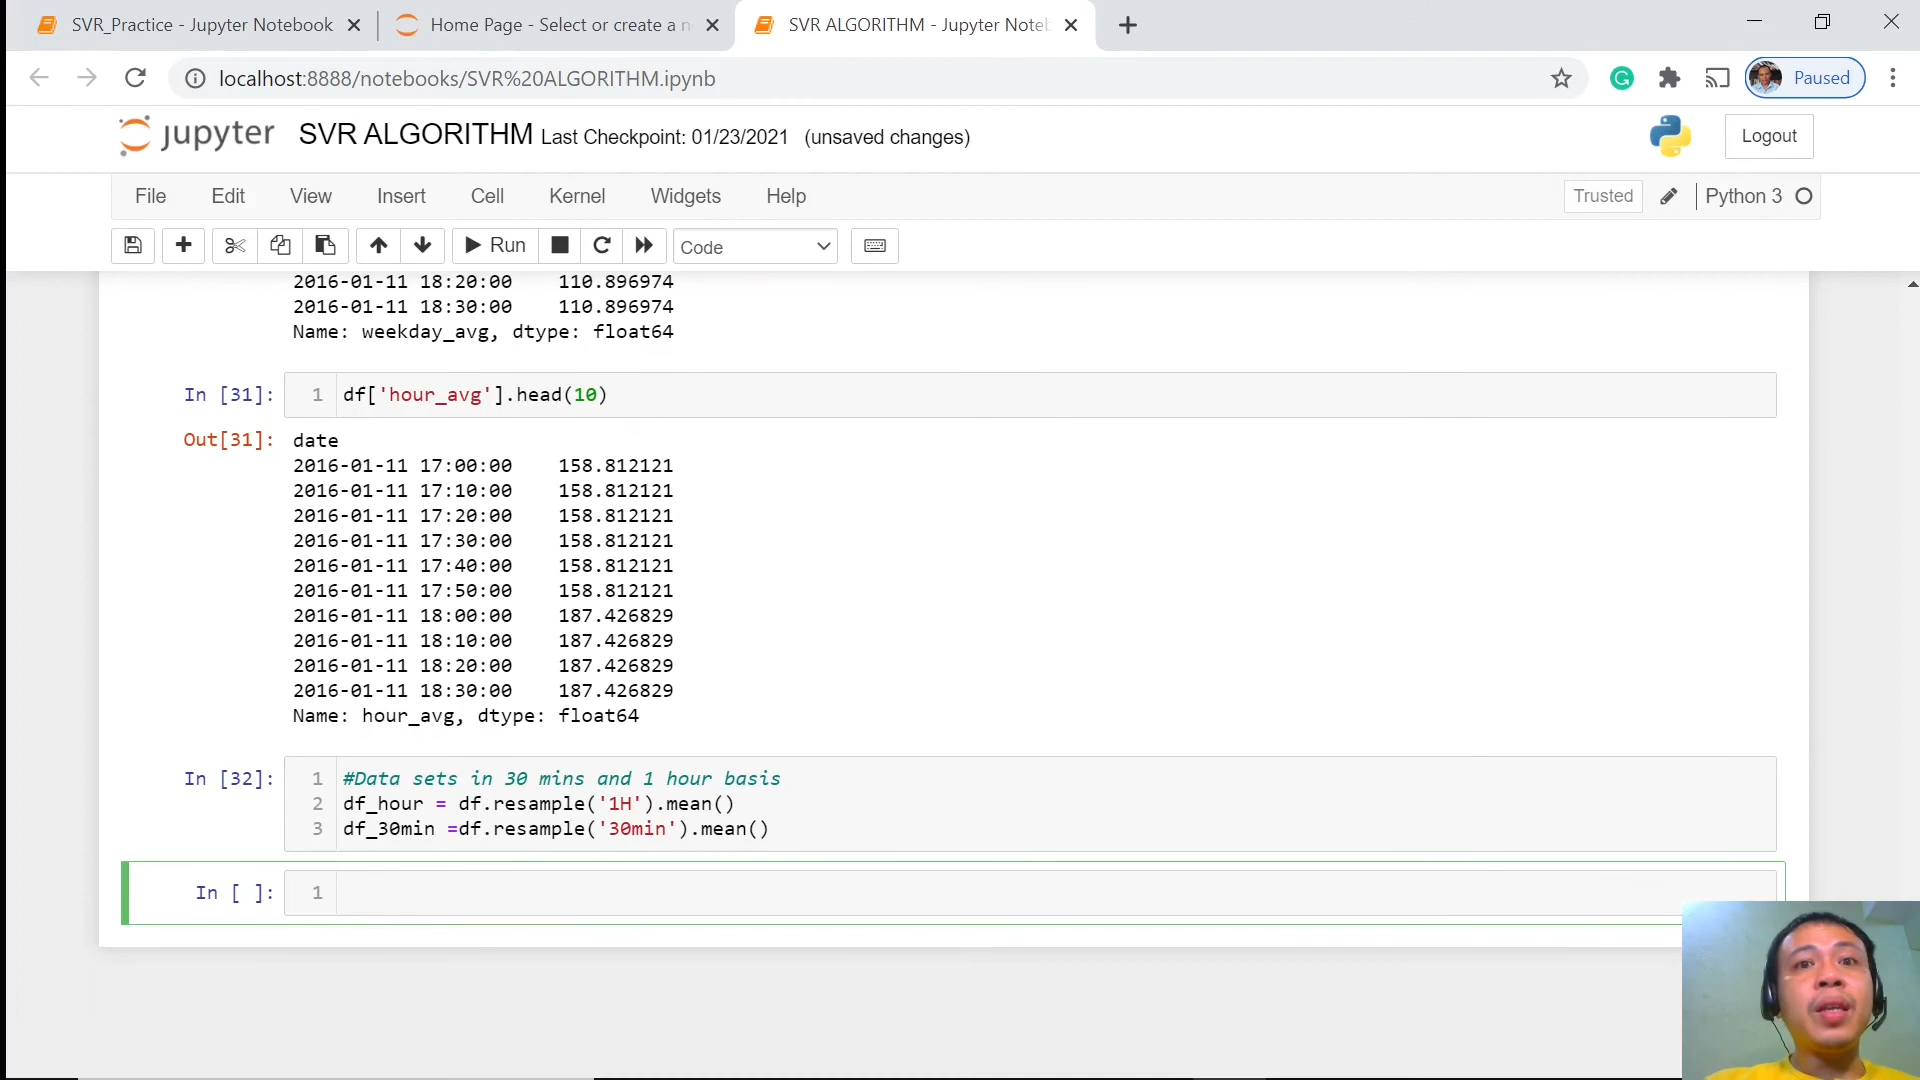 SVR_Practice - Jupyter Notebook
Home Page - Select or create a n
SVR ALGORITHM - Jupyter Noteb
localhost:8888/notebooks/SVR%20ALGORITHM.ipynb
Paused
jupyter SVR ALGORITHM Last Checkpoint: 01/23/2021 (unsaved changes)
Logout
File Edit View Insert Cell Kernel Widgets Help
Trusted
Python 3
Run
Code
2016-01-11 18:20:00 110.896974
2016-01-11 18:30:00 110.896974
Name: weekday_avg, dtype: float64
In [31]: 1 df['hour_avg'].head(10)
Out[31]: date
2016-01-11 17:00:00 158.812121
2016-01-11 17:10:00 158.812121
2016-01-11 17:20:00 158.812121
2016-01-11 17:30:00 158.812121
2016-01-11 17:40:00 158.812121
2016-01-11 17:50:00 158.812121
2016-01-11 18:00:00 187.426829
2016-01-11 18:10:00 187.426829
2016-01-11 18:20:00 187.426829
2016-01-11 18:30:00 187.426829
Name: hour_avg, dtype: float64
In [32]: 1 #Data sets in 30 mins and 1 hour basis
2 df_hour = df.resample('1H').mean()
3 df_30min =df.resample('30min').mean()
In [ ]: 1